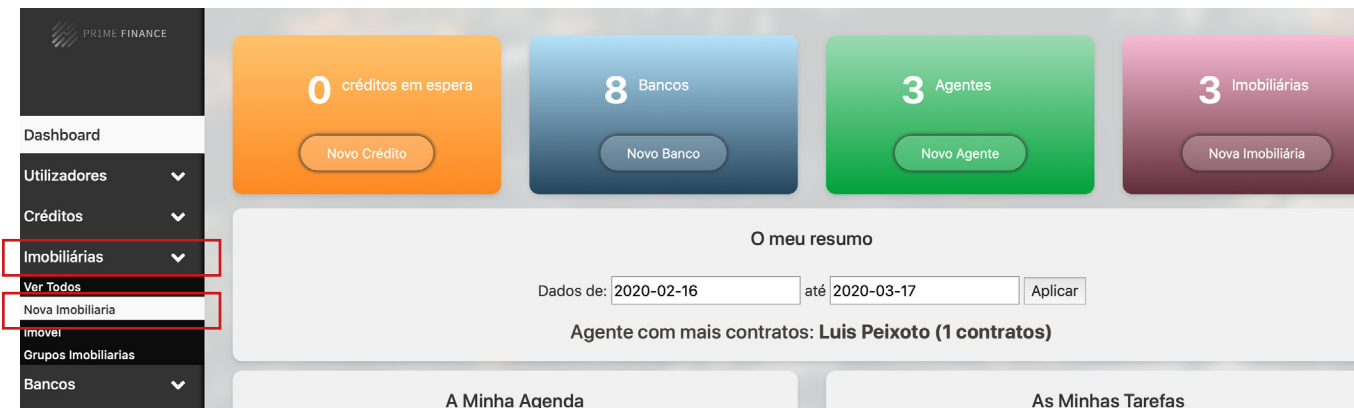 PR1ME FINANCE
Dashboard
Utilizadores
Créditos
Imobiliárias
Ver Todos
Nova Imobiliaria
Imovel
Grupos Imobiliarias
Bancos
0 créditos em espera
Novo Crédito
8 Bancos
Novo Banco
3 Agentes
Novo Agente
3 Imobiliárias
Nova Imobiliária
O meu resumo
Dados de: 2020-02-16 até 2020-03-17 Aplicar
Agente com mais contratos: Luis Peixoto (1 contratos)
A Minha Agenda
As Minhas Tarefas